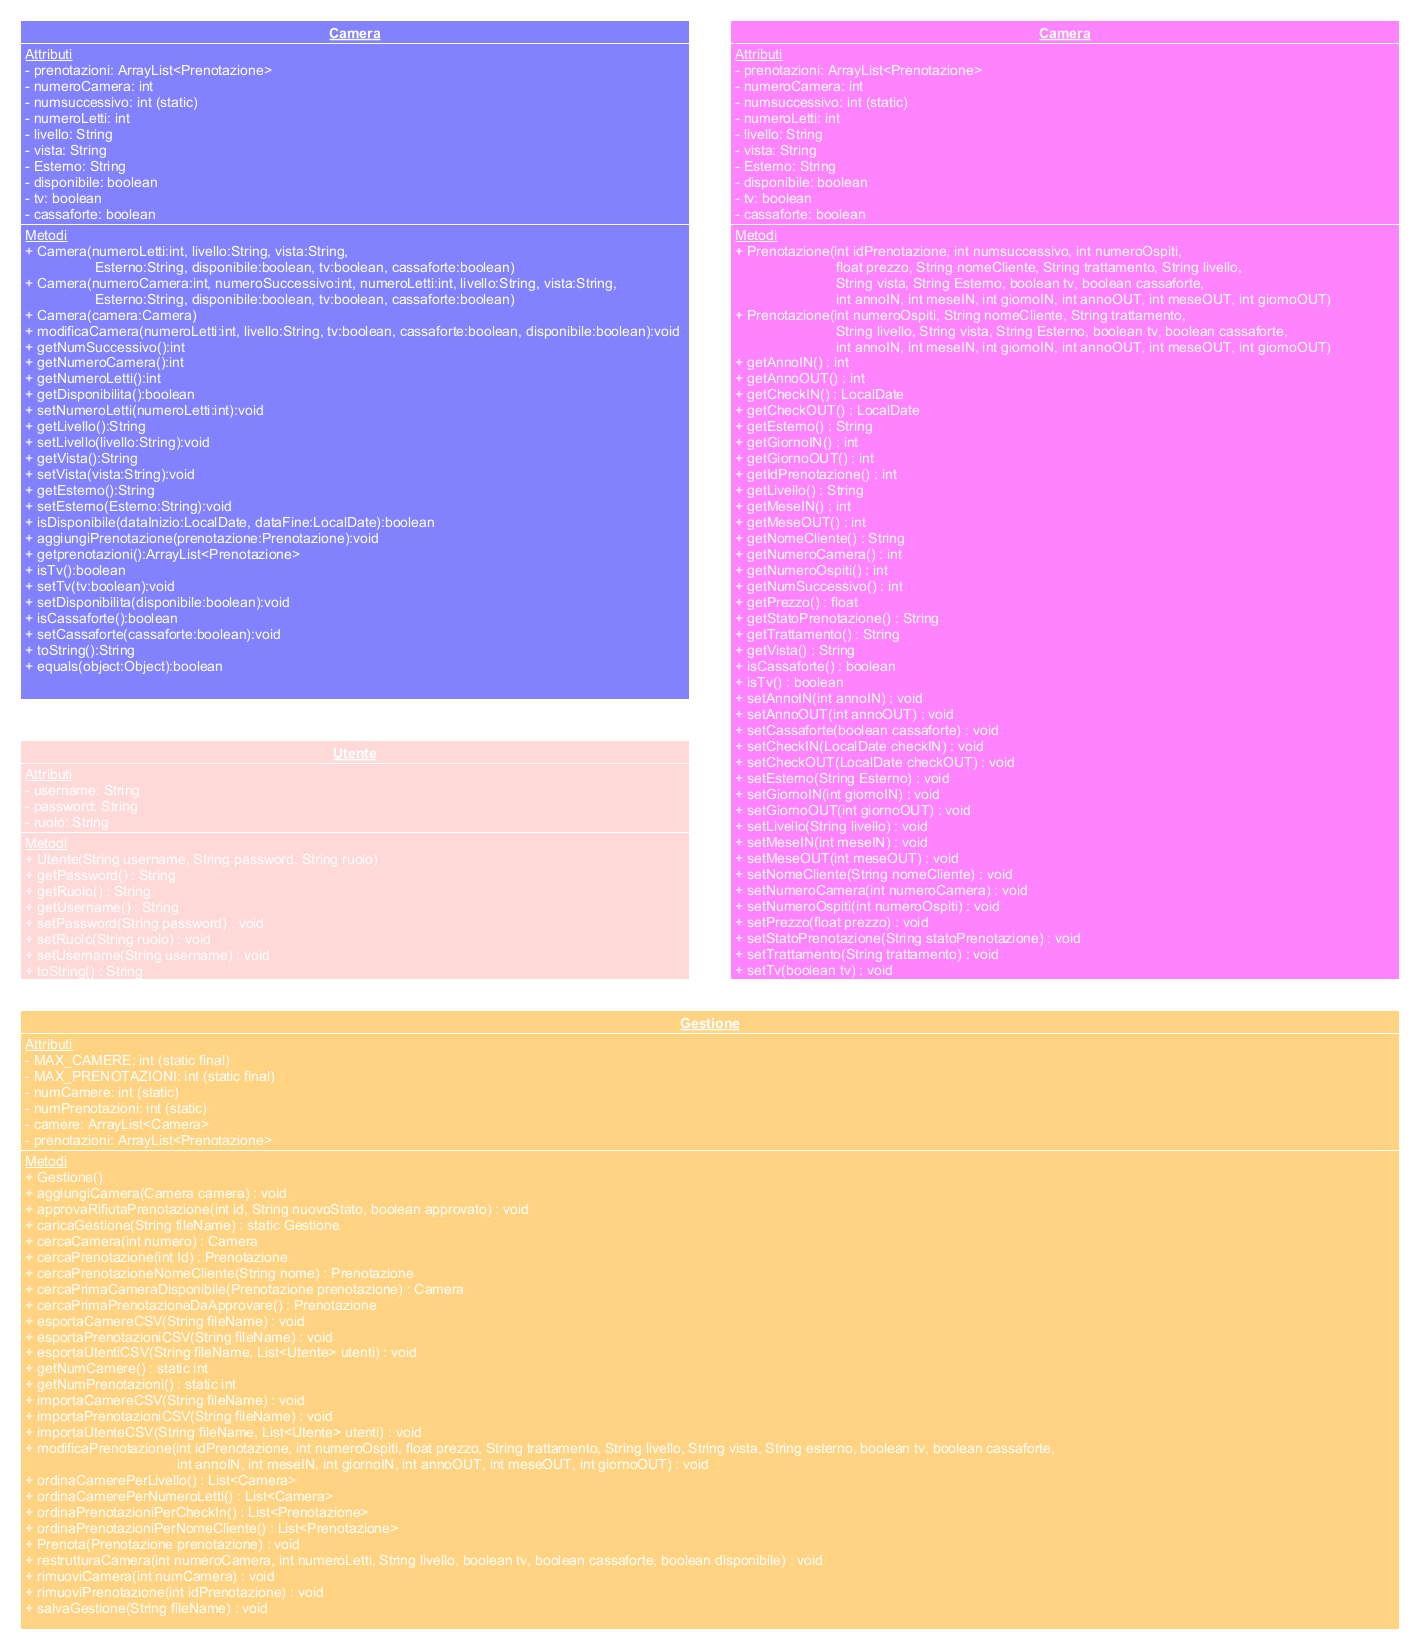 Camera
Attributi
- prenotazioni: ArrayList<Prenotazione>
- numeroCamera: int
- numsuccessivo: int (static)
- numeroLetti: int
- livello: String
- vista: String
- Esterno: String
- disponibile: boolean
- tv: boolean
- cassaforte: boolean
Metodi
+ Camera(numeroLetti:int, livello:String, vista:String,
Esterno:String, disponibile:boolean, tv:boolean, cassaforte:boolean)
+ Camera(numeroCamera:int, numeroSuccessivo:int, numeroLetti:int, livello:String, vista:String,
Esterno:String, disponibile:boolean, tv:boolean, cassaforte:boolean)
+ Camera(camera:Camera)
+ modificaCamera(numeroLetti:int, livello:String, tv:boolean, cassaforte:boolean, disponibile:boolean):void
+ getNumSuccessivo():int
+ getNumeroCamera():int
+ getNumeroLetti():int
+ getDisponibilita():boolean
+ setNumeroLetti(numeroLetti:int):void
+ getLivello():String
+ setLivello(livello:String):void
+ getVista():String
+ setVista(vista:String):void
+ getEsterno():String
+ setEsterno(Esterno:String):void
+ isDisponibile(dataInizio:LocalDate, dataFine:LocalDate):boolean
+ aggiungiPrenotazione(prenotazione:Prenotazione):void
+ getprenotazioni():ArrayList<Prenotazione>
+ isTv():boolean
+ setTv(tv:boolean):void
+ setDisponibilita(disponibile:boolean):void
+ isCassaforte():boolean
+ setCassaforte(cassaforte:boolean):void
+ toString():String
+ equals(object:Object):boolean
Camera
Attributi
- prenotazioni: ArrayList<Prenotazione>
- numeroCamera: int
- numsuccessivo: int (static)
- numeroLetti: int
- livello: String
- vista: String
- Esterno: String
- disponibile: boolean
- tv: boolean
- cassaforte: boolean
Metodi
+ Prenotazione(int idPrenotazione, int numsuccessivo, int numeroOspiti,
float prezzo, String nomeCliente, String trattamento, String livello,
String vista, String Esterno, boolean tv, boolean cassaforte,
int annoIN, int meseIN, int giornoIN, int annoOUT, int meseOUT, int giornoOUT)
+ Prenotazione(int numeroOspiti, String nomeCliente, String trattamento,
String livello, String vista, String Esterno, boolean tv, boolean cassaforte,
int annoIN, int meseIN, int giornoIN, int annoOUT, int meseOUT, int giornoOUT)
+ getAnnoIN() : int
+ getAnnoOUT() : int
+ getCheckIN() : LocalDate
+ getCheckOUT() : LocalDate
+ getEsterno() : String
+ getGiornoIN() : int
+ getGiornoOUT() : int
+ getIdPrenotazione() : int
+ getLivello() : String
+ getMeseIN() : int
+ getMeseOUT() : int
+ getNomeCliente() : String
+ getNumeroCamera() : int
+ getNumeroOspiti() : int
+ getNumSuccessivo() : int
+ getPrezzo() : float
+ getStatoPrenotazione() : String
+ getTrattamento() : String
+ getVista() : String
+ isCassaforte() : boolean
+ isTv() : boolean
+ setAnnoIN(int annoIN) : void
+ setAnnoOUT(int annoOUT) : void
+ setCassaforte(boolean cassaforte) : void
+ setCheckIN(LocalDate checkIN) : void
+ setCheckOUT(LocalDate checkOUT) : void
+ setEsterno(String Esterno) : void
+ setGiornoIN(int giornoIN) : void
+ setGiornoOUT(int giornoOUT) : void
+ setLivello(String livello) : void
+ setMeseIN(int meseIN) : void
+ setMeseOUT(int meseOUT) : void
+ setNomeCliente(String nomeCliente) : void
+ setNumeroCamera(int numeroCamera) : void
+ setNumeroOspiti(int numeroOspiti) : void
+ setPrezzo(float prezzo) : void
+ setStatoPrenotazione(String statoPrenotazione) : void
+ setTrattamento(String trattamento) : void
+ setTv(boolean tv) : void
Utente
Attributi
- username: String
- password: String
- ruolo: String
Metodi
+ Utente(String username, String password, String ruolo)
+ getPassword() : String
+ getRuolo() : String
+ getUsername() : String
+ setPassword(String password) : void
+ setRuolo(String ruolo) : void
+ setUsername(String username) : void
+ toString() : String
Gestione
Attributi
- MAX_CAMERE: int (static final)
- MAX_PRENOTAZIONI: int (static final)
- numCamere: int (static)
- numPrenotazioni: int (static)
- camere: ArrayList<Camera>
- prenotazioni: ArrayList<Prenotazione>
Metodi
+ Gestione()
+ aggiungiCamera(Camera camera) : void
+ approvaRifiutaPrenotazione(int id, String nuovoStato, boolean approvato) : void
+ caricaGestione(String fileName) : static Gestione
+ cercaCamera(int numero) : Camera
+ cercaPrenotazione(int Id) : Prenotazione
+ cercaPrenotazioneNomeCliente(String nome) : Prenotazione
+ cercaPrimaCameraDisponibile(Prenotazione prenotazione) : Camera
+ cercaPrimaPrenotazioneDaApprovare() : Prenotazione
+ esportaCamereCSV(String fileName) : void
+ esportaPrenotazioniCSV(String fileName) : void
+ esportaUtentiCSV(String fileName, List<Utente> utenti) : void
+ getNumCamere() : static int
+ getNumPrenotazioni() : static int
+ importaCamereCSV(String fileName) : void
+ importaPrenotazioniCSV(String fileName) : void
+ importaUtenteCSV(String fileName, List<Utente> utenti) : void
+ modificaPrenotazione(int idPrenotazione, int numeroOspiti, float prezzo, String trattamento, String livello, String vista, String esterno, boolean tv, boolean cassaforte,
int annoIN, int meseIN, int giornoIN, int annoOUT, int meseOUT, int giornoOUT) : void
+ ordinaCamerePerLivello() : List<Camera>
+ ordinaCamerePerNumeroLetti() : List<Camera>
+ ordinaPrenotazioniPerCheckIn() : List<Prenotazione>
+ ordinaPrenotazioniPerNomeCliente() : List<Prenotazione>
+ Prenota(Prenotazione prenotazione) : void
+ restrutturaCamera(int numeroCamera, int numeroLetti, String livello, boolean tv, boolean cassaforte, boolean disponibile) : void
+ rimuoviCamera(int numCamera) : void
+ rimuoviPrenotazione(int idPrenotazione) : void
+ salvaGestione(String fileName) : void